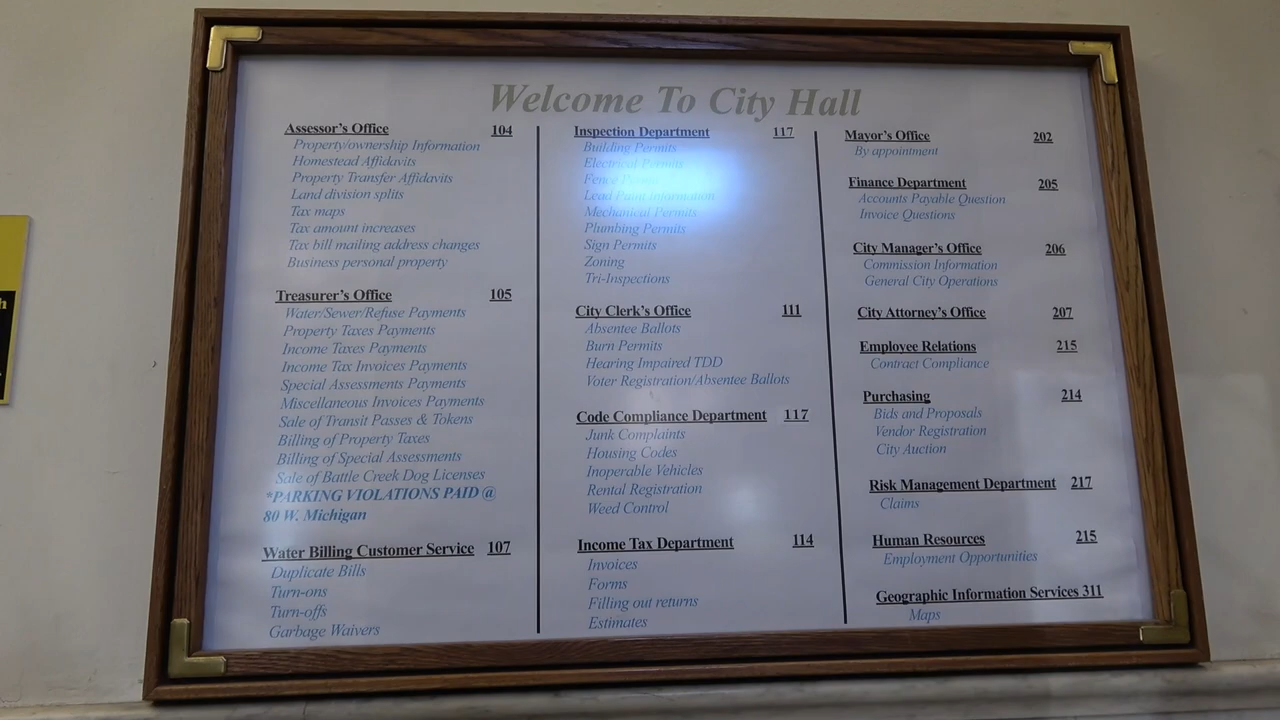 Welcome To City Hall
Assessor's Office 104
Property/ownership Information
Homestead Affidavits
Property Transfer Affidavits
Land division splits
Tax maps
Tax amount increases
Tax bill mailing address changes
Business personal property
Treasurer's Office 105
Water/Sewer/Refuse Payments
Property Taxes Payments
Income Taxes Payments
Income Tax Invoices Payments
Special Assessments Payments
Miscellaneous Invoices Payments
Sale of Transit Passes & Tokens
Billing of Property Taxes
Billing of Special Assessments
Sale of Battle Creek Dog Licenses
*PARKING VIOLATIONS PAID @
80 W. Michigan
Water Billing Customer Service 107
Duplicate Bills
Turn-ons
Turn-offs
Garbage Waivers
Inspection Department 117
Building Permits
Electrical Permits
Fence Permits
Lead Paint Information
Mechanical Permits
Plumbing Permits
Sign Permits
Zoning
Tri-Inspections
City Clerk's Office 111
Absentee Ballots
Burn Permits
Hearing Impaired TDD
Voter Registration/Absentee Ballots
Code Compliance Department 117
Junk Complaints
Housing Codes
Inoperable Vehicles
Rental Registration
Weed Control
Income Tax Department 114
Invoices
Forms
Filling out returns
Estimates
Mayor's Office 202
By appointment
Finance Department 205
Accounts Payable Question
Invoice Questions
City Manager's Office 206
Commission Information
General City Operations
City Attorney's Office 207
Employee Relations 215
Contract Compliance
Purchasing 214
Bids and Proposals
Vendor Registration
City Auction
Risk Management Department 217
Claims
Human Resources 215
Employment Opportunities
Geographic Information Services 311
Maps